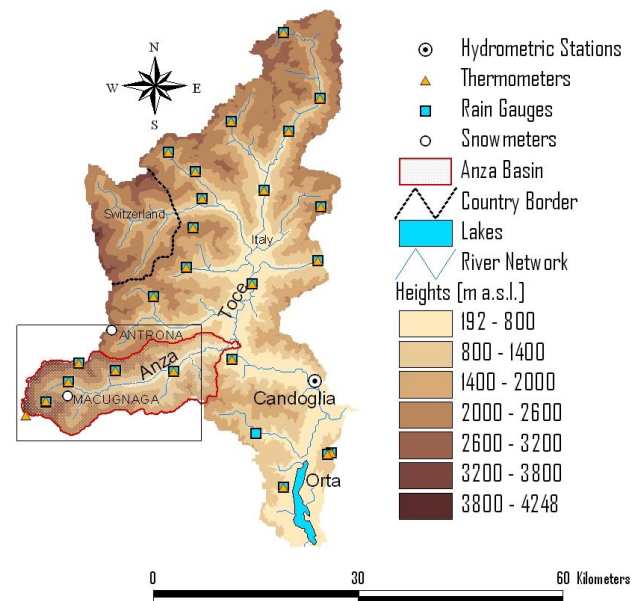 N
W E
S
Switzerland
Italy
Toce
ANTRONA
Anza
MACUGNAGA
Candoglia
Orta
Hydrometric Stations
Thermometers
Rain Gauges
Snowmeters
Anza Basin
Country Border
Lakes
River Network
Heights [m a.s.l.]
192 - 800
800 - 1400
1400 - 2000
2000 - 2600
2600 - 3200
3200 - 3800
3800 - 4248
0 30 60 Kilometers